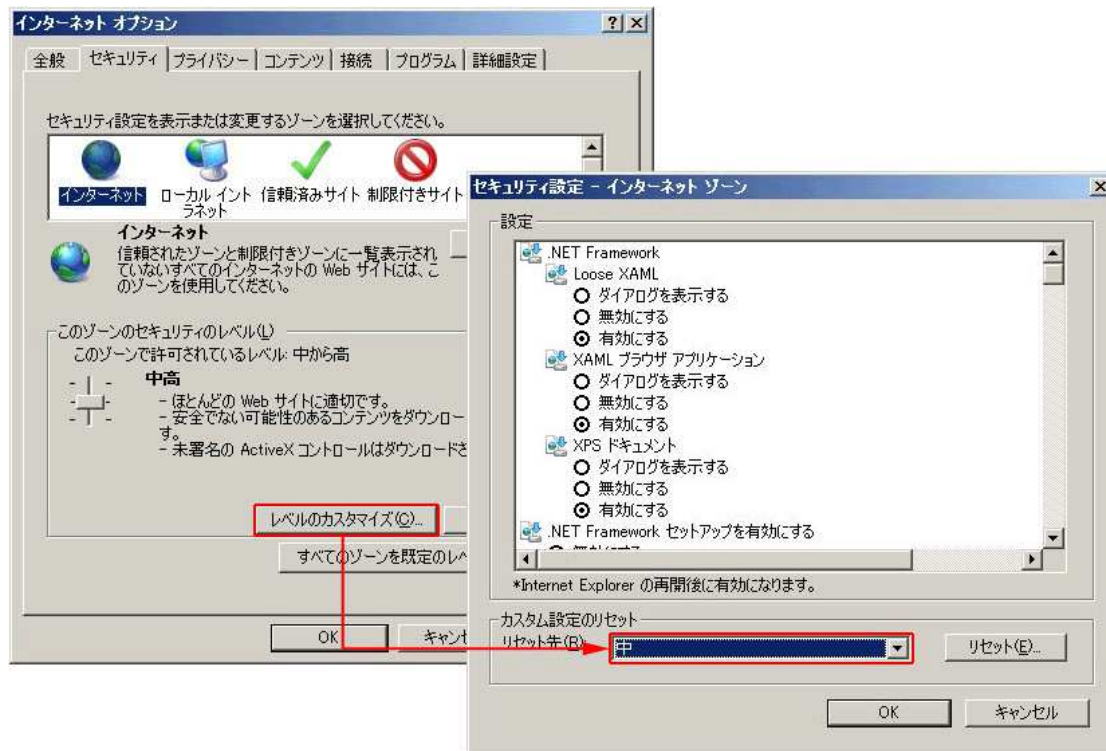 インターネット オプション
全般 セキュリティ プライバシー コンテンツ 接続 プログラム 詳細設定
セキュリティ設定を表示または変更するゾーンを選択してください。
インターネット ローカル イントラネット 信頼済みサイト 制限付きサイト
インターネット
信頼されたゾーンと制限付きゾーンに一覧表示され
ていないすべてのインターネットの Web サイトには、こ
のゾーンを使用してください。
このゾーンのセキュリティのレベル(L)
このゾーンで許可されているレベル: 中から高
中高
- ほとんどの Web サイトに適切です。
- 安全でない可能性のあるコンテンツをダウンロー
す。
- 未署名の ActiveX コントロールはダウンロードさ
レベルのカスタマイズ(C)...
すべてのゾーンを既定のレベ
OK キャンセ
セキュリティ設定 - インターネット ゾーン
設定
.NET Framework
Loose XAML
ダイアログを表示する
無効にする
有効にする
XAML ブラウザ アプリケーション
ダイアログを表示する
無効にする
有効にする
XPS ドキュメント
ダイアログを表示する
無効にする
有効にする
.NET Framework セットアップを有効にする
*Internet Explorer の再開後に有効になります。
カスタム設定のリセット
リセット先(R):
中
リセット(E)...
OK キャンセル